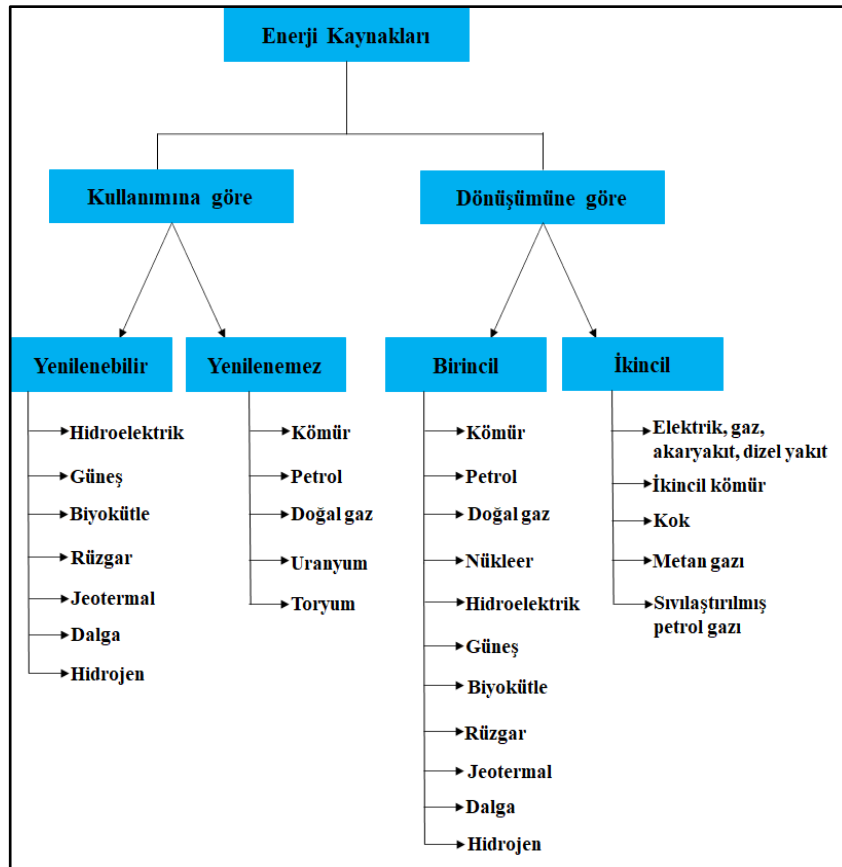 Enerji Kaynakları
Kullanımına göre
Dönüşümüne göre
Yenilenebilir
Yenilenemez
Birincil
İkincil
Hidroelektrik
Güneş
Biyokütle
Rüzgar
Jeotermal
Dalga
Hidrojen
Kömür
Petrol
Doğal gaz
Uranyum
Toryum
Kömür
Petrol
Doğal gaz
Nükleer
Hidroelektrik
Güneş
Biyokütle
Rüzgar
Jeotermal
Dalga
Hidrojen
Elektrik, gaz,
akaryakıt, dizel yakıt
İkincil kömür
Kok
Metan gazı
Sıvılaştırılmış
petrol gazı